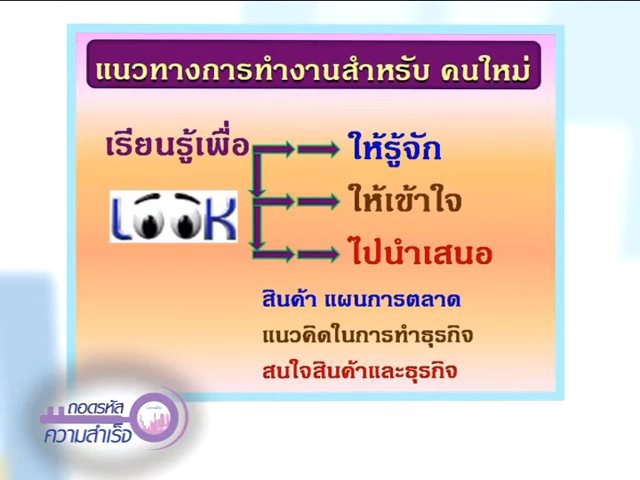 แนวทางการทำงานสำหรับ คนใหม่
เรียนรู้เพื่อ
ให้รู้จัก
LOOK
ให้เข้าใจ
ไปนำเสนอ
สินค้า แผนการตลาด
แนวคิดในการทำธุรกิจ
สนใจสินค้าและธุรกิจ
ถอดรหัส
ความสำเร็จ